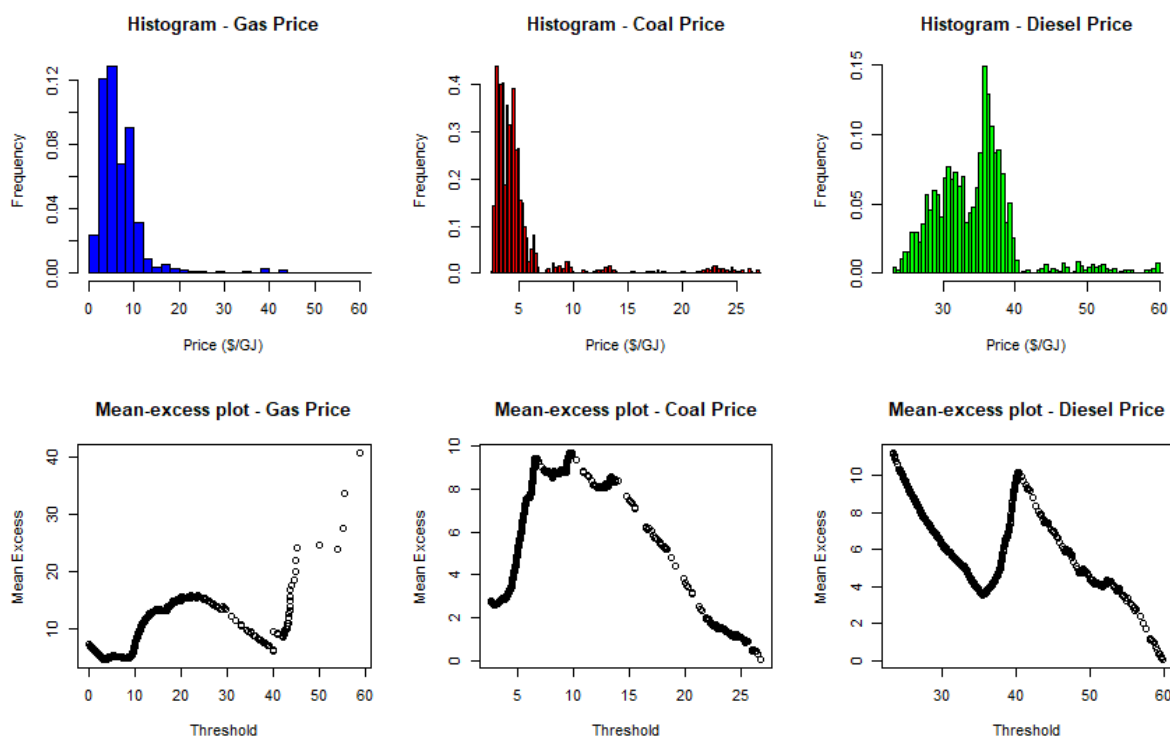 Histogram - Gas Price
Frequency
0.00 0.04 0.08 0.12
0 10 20 30 40 50 60
Price ($/GJ)
Histogram - Coal Price
Frequency
0.0 0.1 0.2 0.3 0.4
5 10 15 20 25
Price ($/GJ)
Histogram - Diesel Price
Frequency
0.00 0.05 0.10 0.15
30 40 50 60
Price ($/GJ)
Mean-excess plot - Gas Price
Mean Excess
10 20 30 40
0 10 20 30 40 50 60
Threshold
Mean-excess plot - Coal Price
Mean Excess
0 2 4 6 8 10
5 10 15 20 25
Threshold
Mean-excess plot - Diesel Price
Mean Excess
0 2 4 6 8 10
30 40 50 60
Threshold